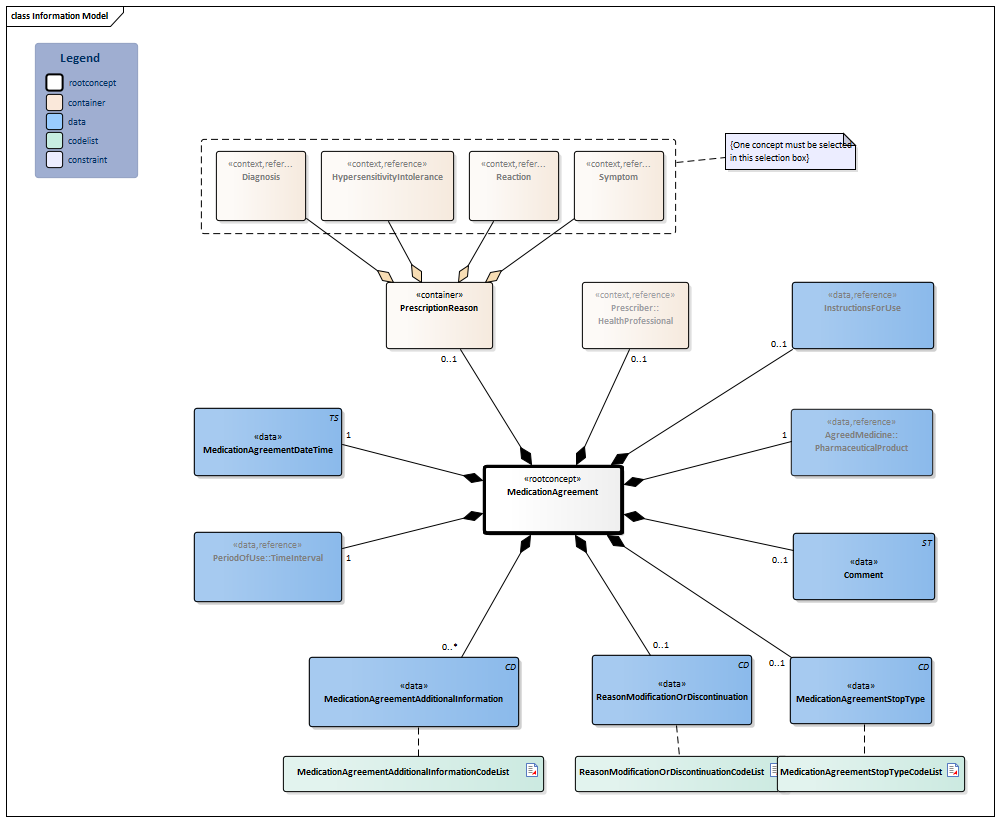 class Information Model
Legend
rootconcept
container
data
codelist
constraint
{One concept must be selected
in this selection box}
«context,refer...
Diagnosis
«context,reference»
HypersensitivityIntolerance
«context,refer...
Reaction
«context,refer...
Symptom
«container»
PrescriptionReason
«context,reference»
Prescriber::
HealthProfessional
«data,reference»
InstructionsForUse
0..1
0..1
0..1
TS
«data»
MedicationAgreementDateTime
1
«data,reference»
AgreedMedicine::
PharmaceuticalProduct
1
«rootconcept»
MedicationAgreement
«data,reference»
PeriodOfUse::TimeInterval
1
ST
«data»
Comment
0..1
0..*
0..1
0..1
CD
«data»
MedicationAgreementAdditionalInformation
CD
«data»
ReasonModificationOrDiscontinuation
CD
«data»
MedicationAgreementStopType
MedicationAgreementAdditionalInformationCodeList
ReasonModificationOrDiscontinuationCodeList
MedicationAgreementStopTypeCodeList